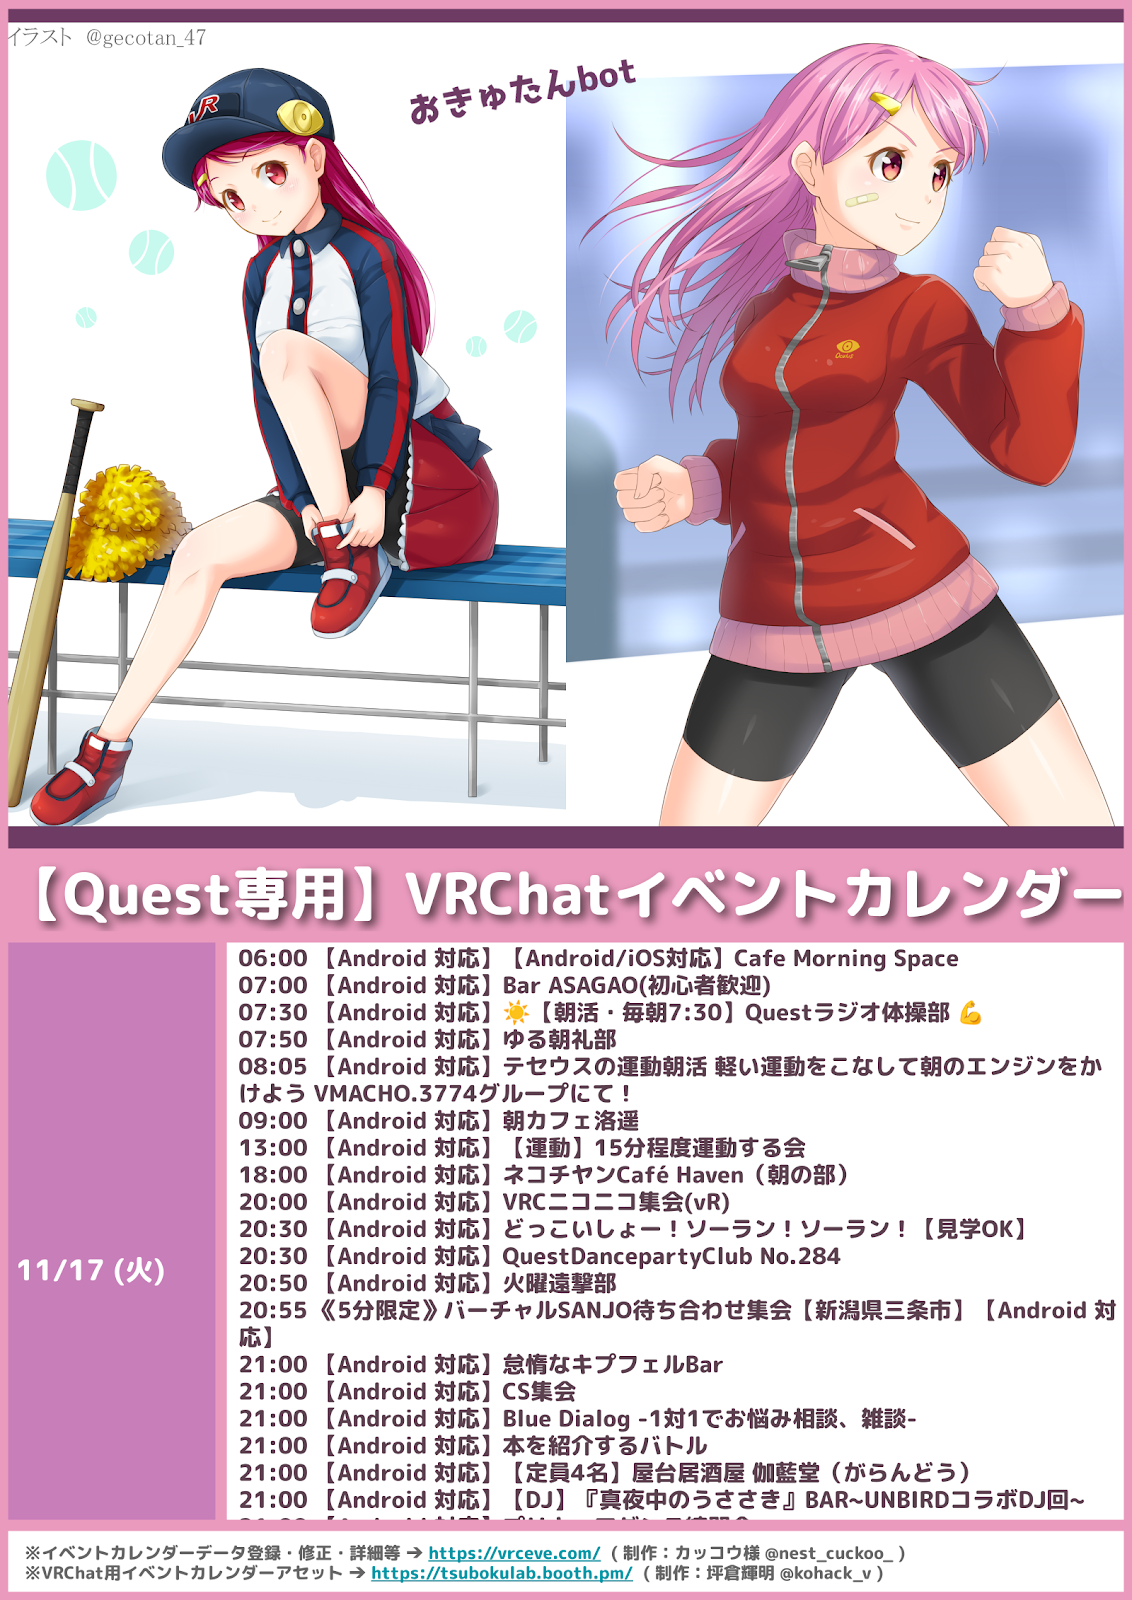 イラスト @gecotan_47
おきゅたんbot
VR
Quest
【Quest専用】VRChatイベントカレンダー
11/17 (火)
06:00 【Android 対応】【Android/iOS対応】Cafe Morning Space
07:00 【Android 対応】Bar ASAGAO(初心者歓迎)
07:30 【Android 対応】☀️【朝活・毎朝7:30】Questラジオ体操部 💪
07:50 【Android 対応】ゆる朝礼部
08:05 【Android 対応】テセウスの運動朝活 軽い運動をこなして朝のエンジンをか
けよう VMACHO.3774グループにて！
09:00 【Android 対応】朝カフェ洛遥
13:00 【Android 対応】【運動】15分程度運動する会
18:00 【Android 対応】ネコチヤンCafé Haven（朝の部）
20:00 【Android 対応】VRCニコニコ集会(vR)
20:30 【Android 対応】どっこいしょー！ソーラン！ソーラン！【見学OK】
20:30 【Android 対応】QuestDancepartyClub No.284
20:50 【Android 対応】火曜遠撃部
20:55 《5分限定》バーチャルSANJO待ち合わせ集会【新潟県三条市】【Android 対
応】
21:00 【Android 対応】怠惰なキプフェルBar
21:00 【Android 対応】CS集会
21:00 【Android 対応】Blue Dialog -1対1でお悩み相談、雑談-
21:00 【Android 対応】本を紹介するバトル
21:00 【Android 対応】【定員4名】屋台居酒屋 伽藍堂（がらんどう）
21:00 【Android 対応】【DJ】『真夜中のうささき』BAR~UNBIRDコラボDJ回~
※イベントカレンダーデータ登録・修正・詳細等 ➔ https://vrceve.com/ ( 制作：カッコウ様 @nest_cuckoo_ )
※VRChat用イベントカレンダーアセット ➔ https://tsubokulab.booth.pm/ ( 制作：坪倉輝明 @kohack_v )